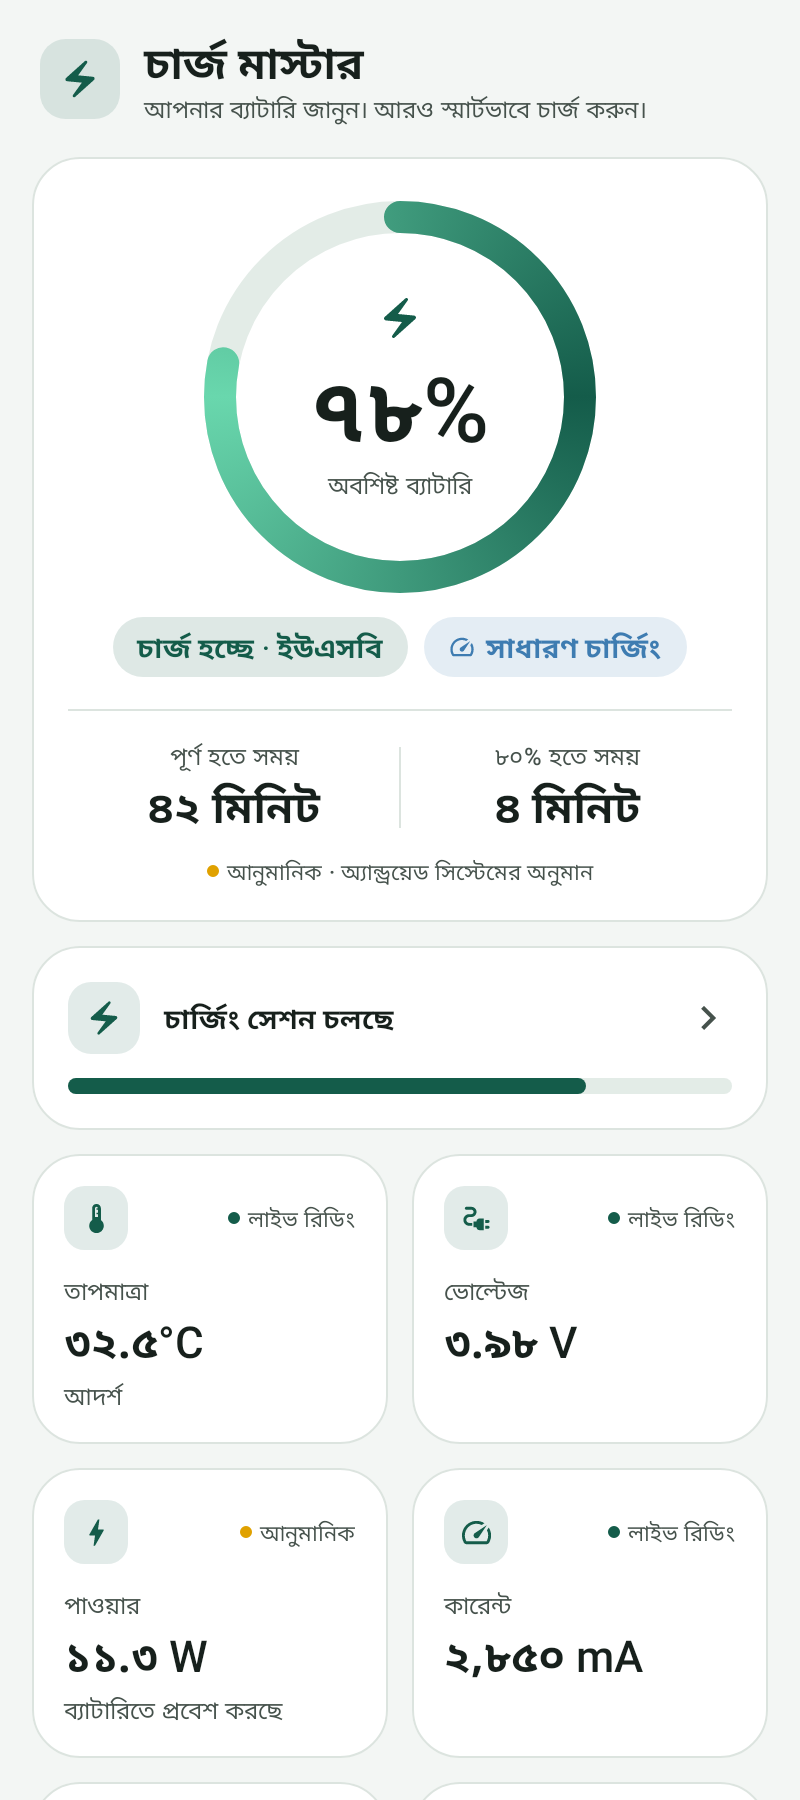 চার্জ মাস্টার
আপনার ব্যাটারি জানুন। আরও স্মার্টভাবে চার্জ করুন।
৭৮%
অবশিষ্ট ব্যাটারি
চার্জ হচ্ছে · ইউএসবি
সাধারণ চার্জিং
পূর্ণ হতে সময়
৪২ মিনিট
৮০% হতে সময়
৪ মিনিট
আনুমানিক · অ্যান্ড্রয়েড সিস্টেমের অনুমান
চার্জিং সেশন চলছে
লাইভ রিডিং
তাপমাত্রা
৩২.৫°C
আদর্শ
লাইভ রিডিং
ভোল্টেজ
৩.৯৮ V
আনুমানিক
পাওয়ার
১১.৩ W
ব্যাটারিতে প্রবেশ করছে
লাইভ রিডিং
কারেন্ট
২,৮৫০ mA